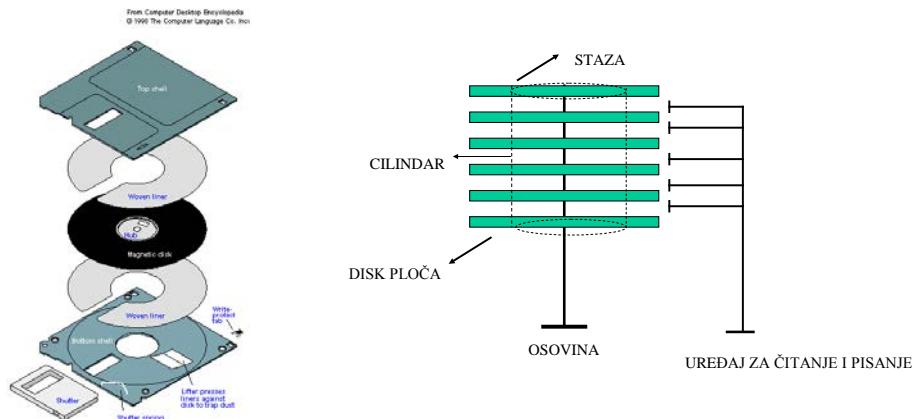 From Computer Desktop Encyclopedia
© 1998 The Computer Language Co. Inc.
Top shell
Woven liner
Hub
Magnetic disk
Woven liner
Write-
protect
tab
Bottom shell
Lifter presses
liners against
disk to trap dust
Shutter
Shutter spring
STAZA
CILINDAR
DISK PLOČA
OSOVINA
UREĐAJ ZA ČITANJE I PISANJE